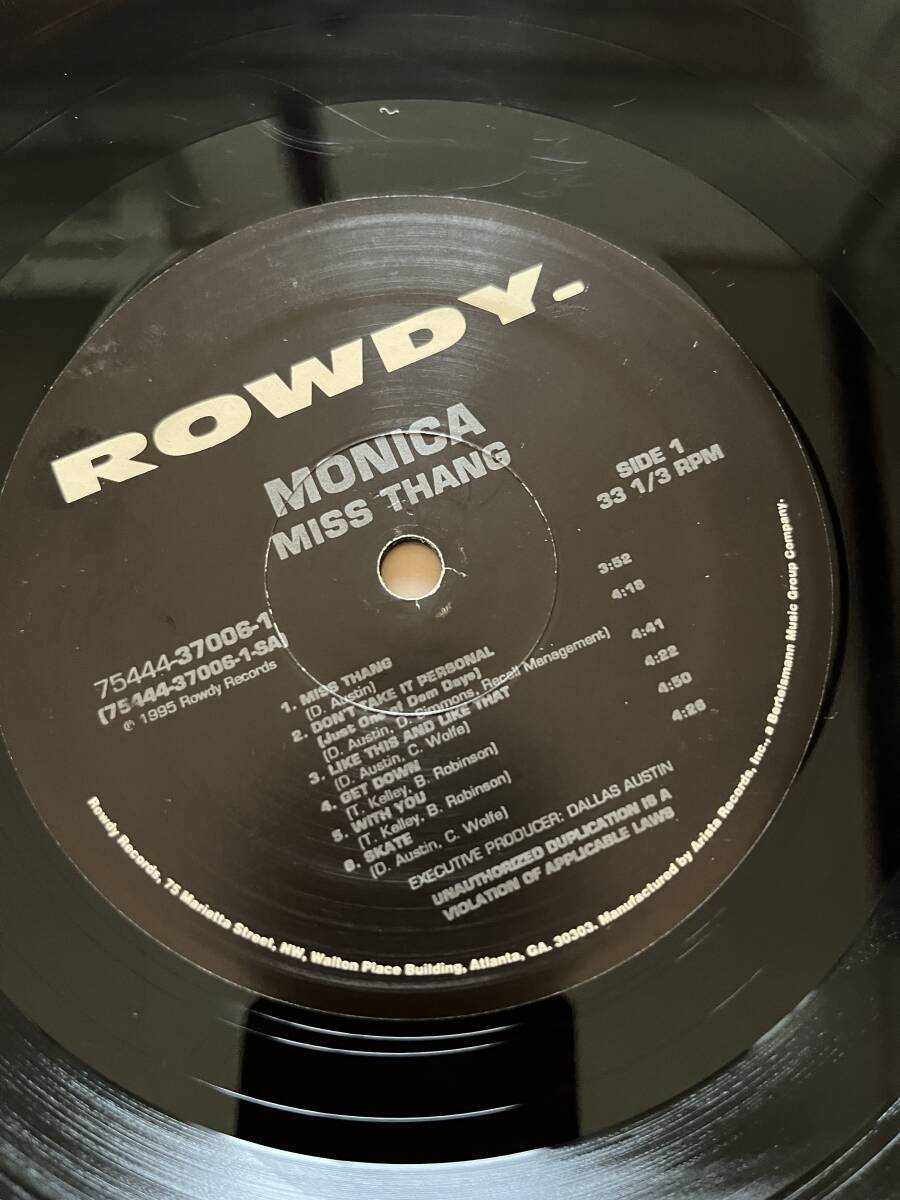 ROWDY.
MONICA
MISS THANG
SIDE 1
33 1/3 RPM
75444-37006-1
(75444-37006-1-SA)
℗ 1995 Rowdy Records
1. MISS THANG 3:52
(D. Austin)
2. DON'T TAKE IT PERSONAL 4:18
(Just One of Dem Days)
(D. Austin, D. Simmons, Recell Management)
3. LIKE THIS AND LIKE THAT 4:41
(D. Austin, C. Wolfe)
4. GET DOWN 4:22
(T. Kelley, B. Robinson)
5. WITH YOU 4:50
(T. Kelley, B. Robinson)
6. SKATE 4:26
(D. Austin, C. Wolfe)
EXECUTIVE PRODUCER: DALLAS AUSTIN
UNAUTHORIZED DUPLICATION IS A
VIOLATION OF APPLICABLE LAWS
Rowdy Records, 75 Marietta Street, NW, Walton Place Building, Atlanta, GA. 30303. Manufactured by Arista Records, Inc., a Bertelsmann Music Group Company.